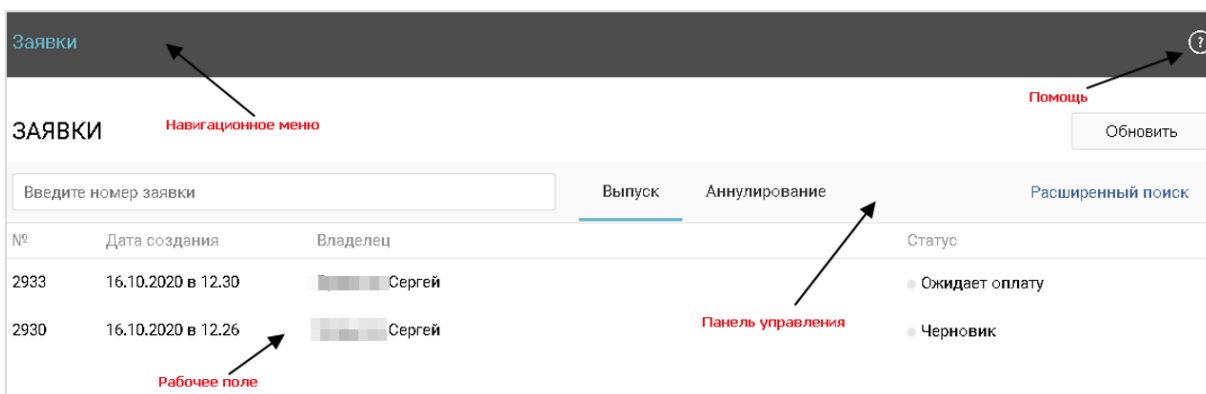 Заявки
Помощь
ЗАЯВКИ
Навигационное меню
Обновить
Введите номер заявки
Выпуск
Аннулирование
Расширенный поиск
№ Дата создания Владелец Статус
2933 16.10.2020 в 12.30 Сергей Ожидает оплату
2930 16.10.2020 в 12.26 Сергей Черновик
Панель управления
Рабочее поле